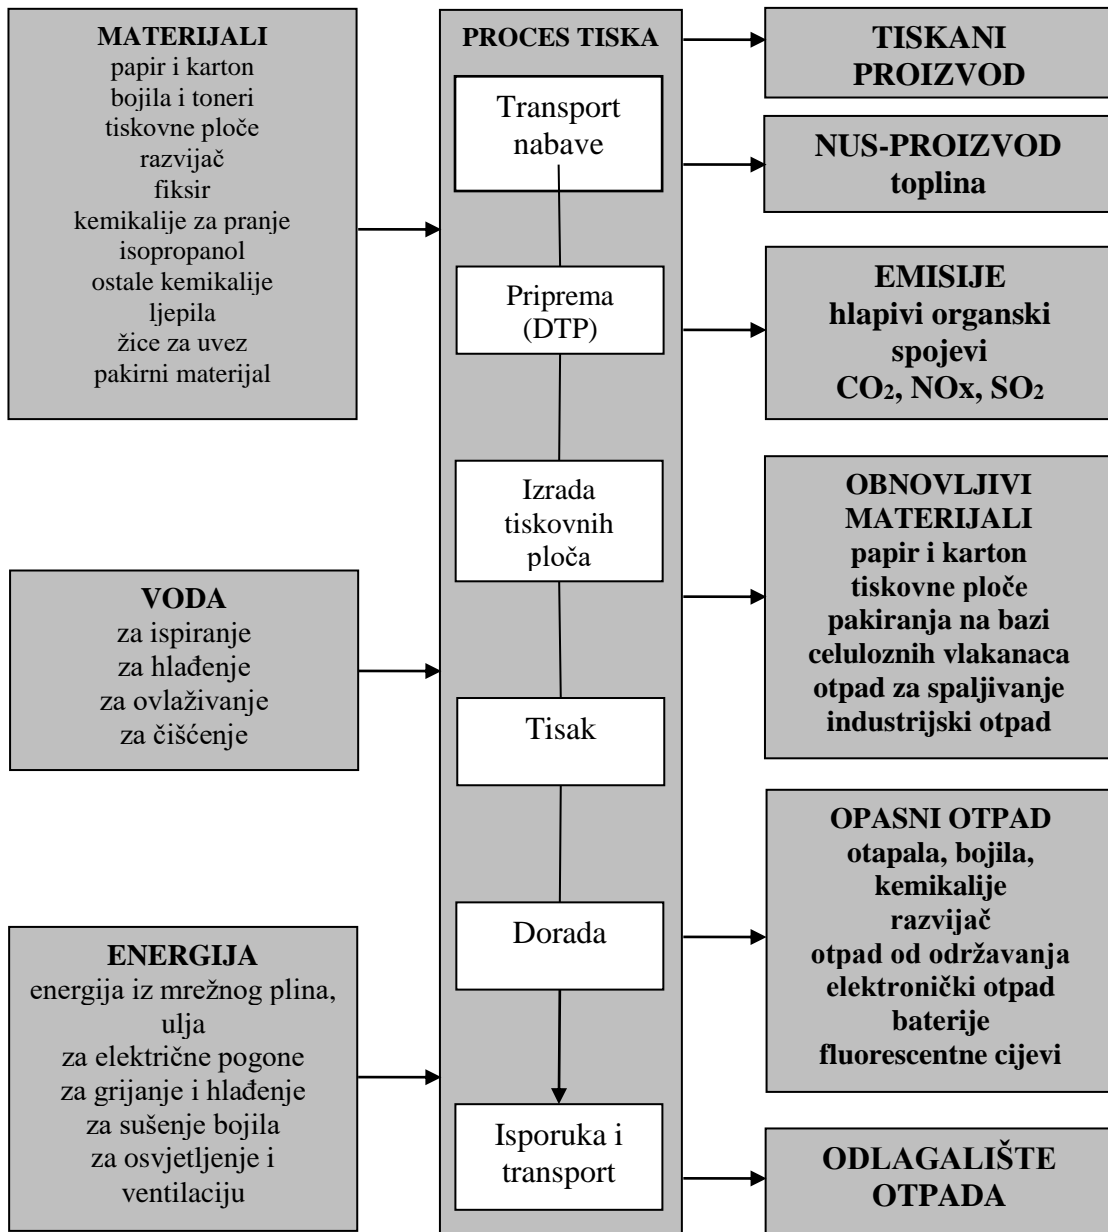 MATERIJALI
papir i karton
bojila i toneri
tiskovne ploče
razvijač
fiksir
kemikalije za pranje
isopropanol
ostale kemikalije
ljepila
žice za uvez
pakirni materijal
VODA
za ispiranje
za hlađenje
za ovlaživanje
za čišćenje
ENERGIJA
energija iz mrežnog plina,
ulja
za električne pogone
za grijanje i hlađenje
za sušenje bojila
za osvjetljenje i
ventilaciju
PROCES TISKA
Transport
nabave
Priprema
(DTP)
Izrada
tiskovnih
ploča
Tisak
Dorada
Isporuka i
transport
TISKANI
PROIZVOD
NUS-PROIZVOD
toplina
EMISIJE
hlapivi organski
spojevi
CO₂, NOx, SO₂
OBNOVLJIVI
MATERIJALI
papir i karton
tiskovne ploče
pakiranja na bazi
celuloznih vlakanaca
otpad za spaljivanje
industrijski otpad
OPASNI OTPAD
otapala, bojila,
kemikalije
razvijač
otpad od održavanja
elektronički otpad
baterije
fluorescentne cijevi
ODLAGALIŠTE
OTPADA